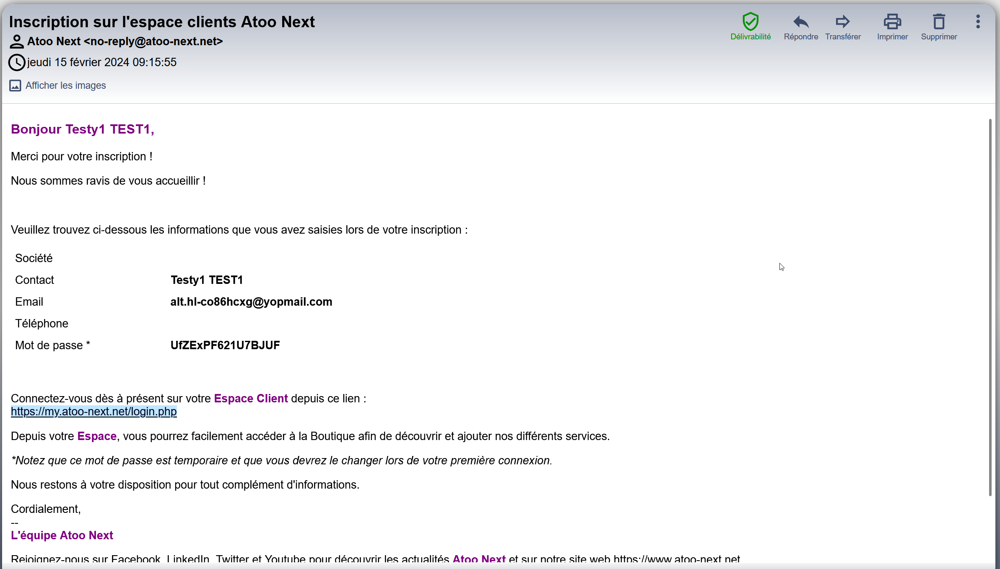 Inscription sur l'espace clients Atoo Next
Atoo Next <no-reply@atoo-next.net>
jeudi 15 février 2024 09:15:55
Afficher les images
Délivrabilité
Répondre
Transférer
Imprimer
Supprimer
Bonjour Testy1 TEST1,
Merci pour votre inscription !
Nous sommes ravis de vous accueillir !
Veuillez trouvez ci-dessous les informations que vous avez saisies lors de votre inscription :
Société
Contact Testy1 TEST1
Email alt.hl-co86hcxg@yopmail.com
Téléphone
Mot de passe * UfZExPF621U7BJUF
Connectez-vous dès à présent sur votre Espace Client depuis ce lien :
https://my.atoo-next.net/login.php
Depuis votre Espace, vous pourrez facilement accéder à la Boutique afin de découvrir et ajouter nos différents services.
*Notez que ce mot de passe est temporaire et que vous devrez le changer lors de votre première connexion.
Nous restons à votre disposition pour tout complément d'informations.
Cordialement,
--
L'équipe Atoo Next
Rejoignez-nous sur Facebook, LinkedIn, Twitter et Youtube pour découvrir les actualités Atoo Next et sur notre site web https://www.atoo-next.net